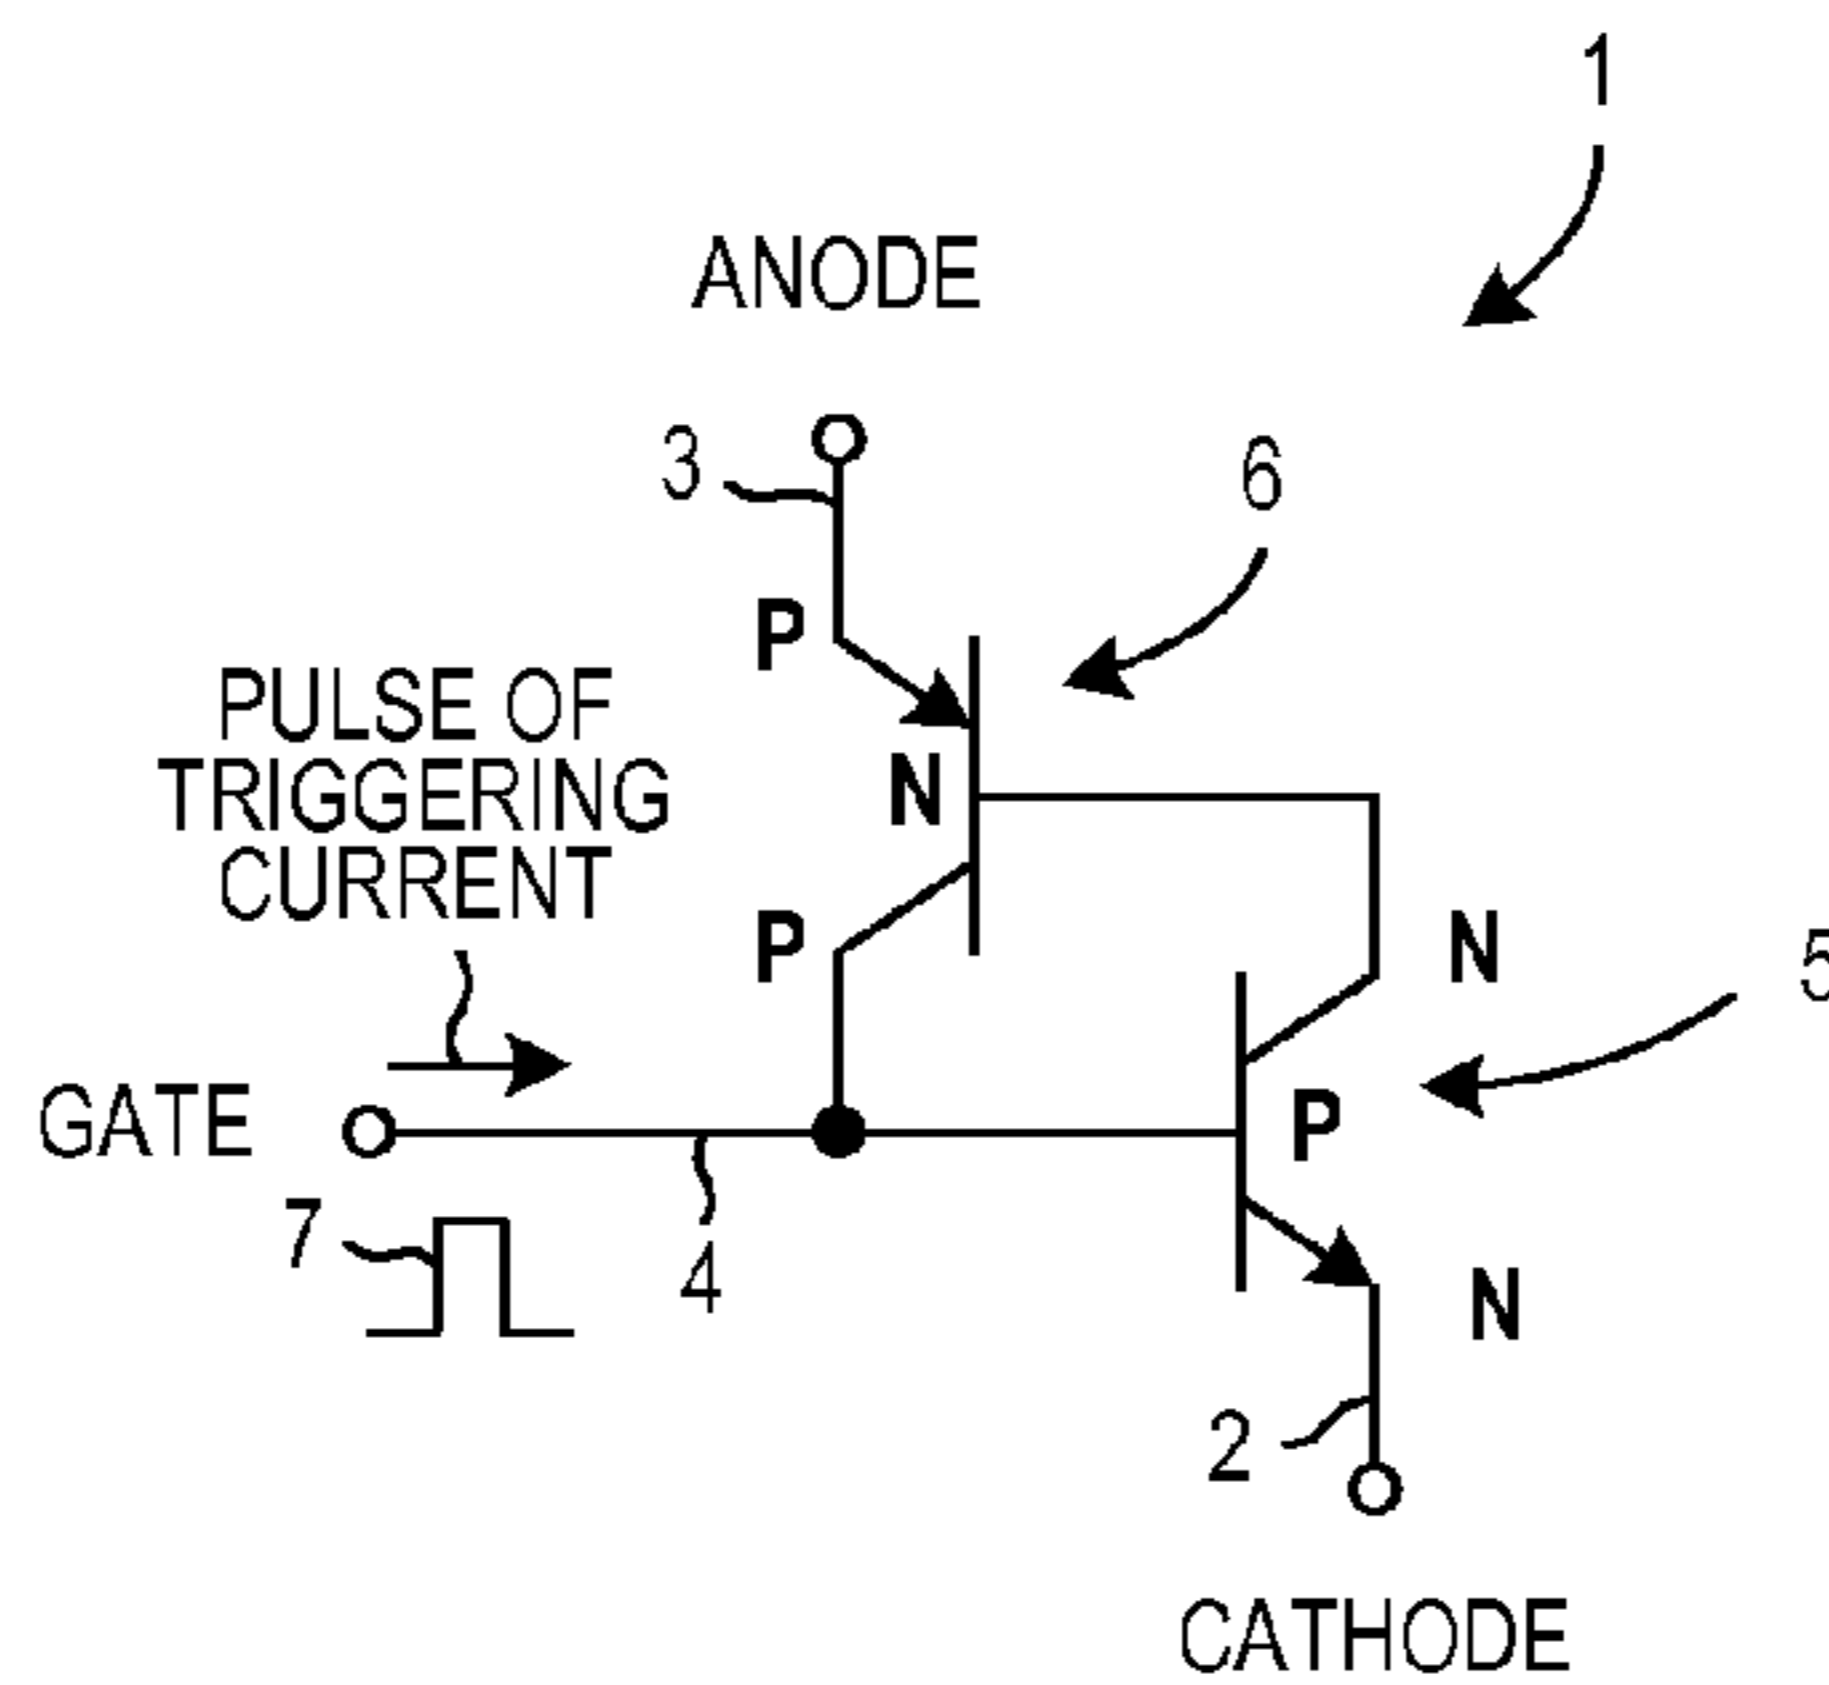 1
ANODE
3
6
P
PULSE OF
TRIGGERING
CURRENT
N
P
N
5
GATE
P
7
4
N
2
CATHODE